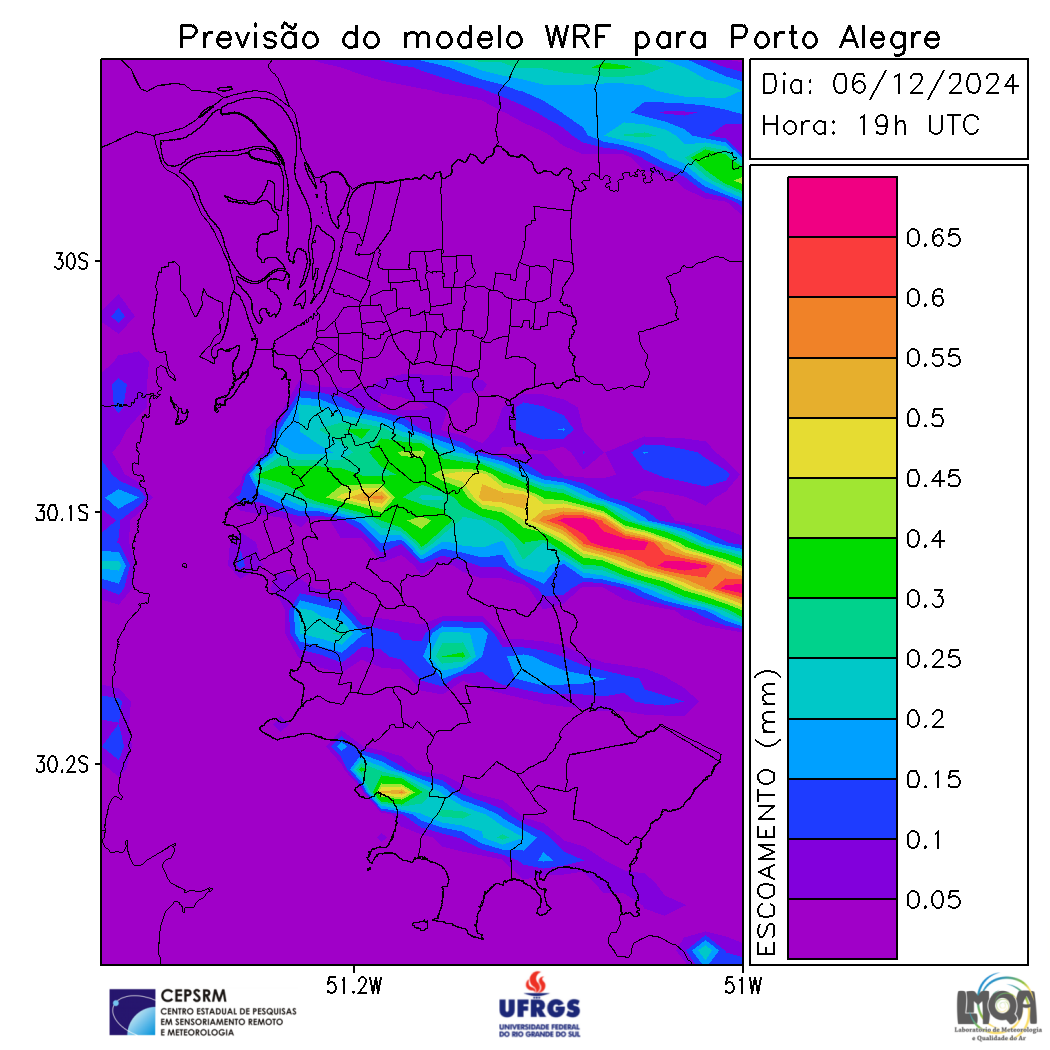 Previsão do modelo WRF para Porto Alegre
Dia: 06/12/2024
Hora: 19h UTC
30S
30.1S
30.2S
51.2W
51W
0.65
0.6
0.55
0.5
0.45
0.4
0.3
0.25
0.2
0.15
0.1
0.05
ESCOAMENTO (mm)
CEPSRM
CENTRO ESTADUAL DE PESQUISAS
EM SENSORIAMENTO REMOTO
E METEOROLOGIA
UFRGS
UNIVERSIDADE FEDERAL
DO RIO GRANDE DO SUL
LMQA
Laboratório de Meteorologia
e Qualidade do Ar